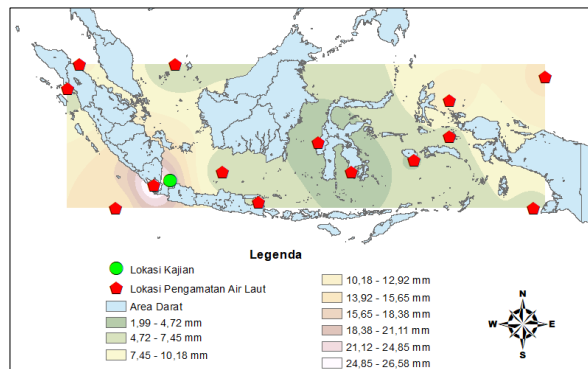 Legenda
Lokasi Kajian
Lokasi Pengamatan Air Laut
Area Darat
1,99 - 4,72 mm
4,72 - 7,45 mm
7,45 - 10,18 mm
10,18 - 12,92 mm
13,92 - 15,65 mm
15,65 - 18,38 mm
18,38 - 21,11 mm
21,12 - 24,85 mm
24,85 - 26,58 mm
N
W E
S